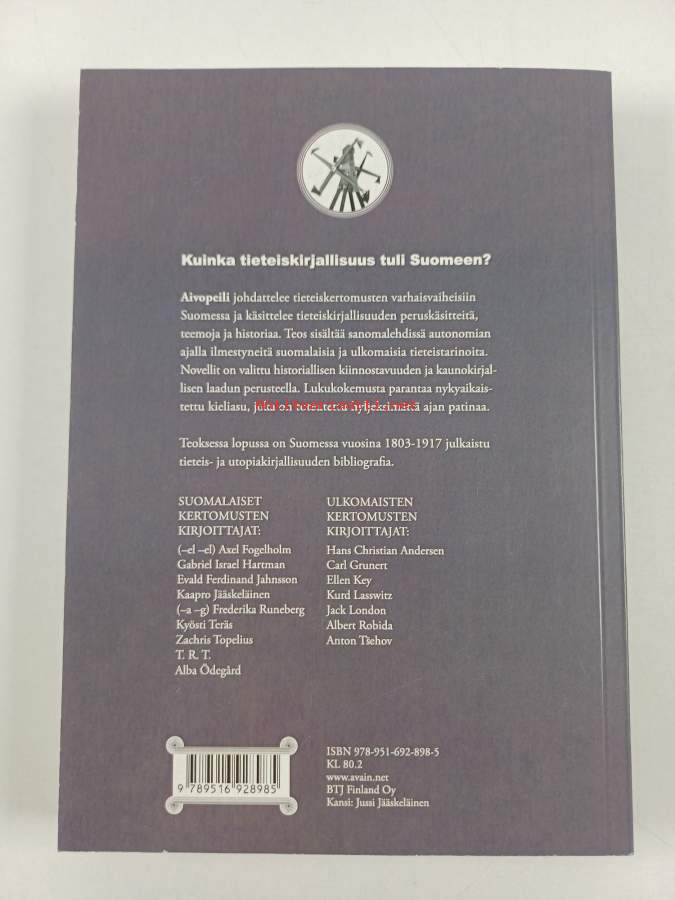 Kuinka tieteiskirjallisuus tuli Suomeen?
Aivopeili johdattelee tieteiskertomusten varhaisvaiheisiin
Suomessa ja käsittelee tieteiskirjallisuuden peruskäsitteitä,
teemoja ja historiaa. Teos sisältää sanomalehdissä autonomian
ajalla ilmestyneitä suomalaisia ja ulkomaisia tieteistarinoita.
Novellit on valittu historiallisen kiinnostavuuden ja kaunokirjal-
lisen laadun perusteella. Lukukokemusta parantaa nykyaikais-
tettu kieliasu, joka on toteutettu hyljeksimättä ajan patinaa.
Teoksessa lopussa on Suomessa vuosina 1803-1917 julkaistu
tieteis- ja utopiakirjallisuuden bibliografia.
SUOMALAISET
KERTOMUSTEN
KIRJOITTAJAT:
(–el –el) Axel Fogelholm
Gabriel Israel Hartman
Evald Ferdinand Jahnsson
Kaapro Jääskeläinen
(–a –g) Frederika Runeberg
Kyösti Teräs
Zachris Topelius
T. R. T.
Alba Ödegård
ULKOMAISTEN
KERTOMUSTEN
KIRJOITTAJAT:
Hans Christian Andersen
Carl Grunert
Ellen Key
Kurd Lasswitz
Jack London
Albert Robida
Anton Tšehov
9 789516 928985
ISBN 978-951-692-898-5
KL 80.2
www.avain.net
BTJ Finland Oy
Kansi: Jussi Jääskeläinen